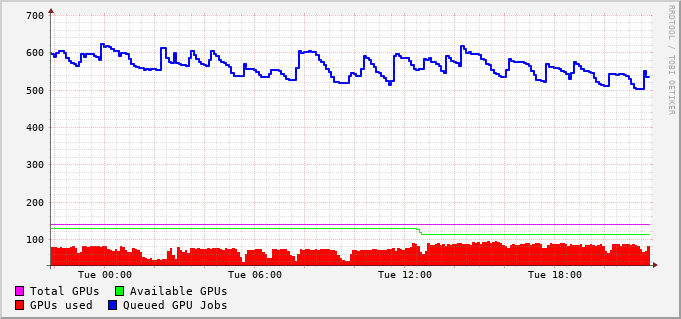 700
600
500
400
300
200
100
Tue 00:00 Tue 06:00 Tue 12:00 Tue 18:00
Total GPUs Available GPUs
GPUs used Queued GPU Jobs
RRDTOOL / TOBI OETIKER